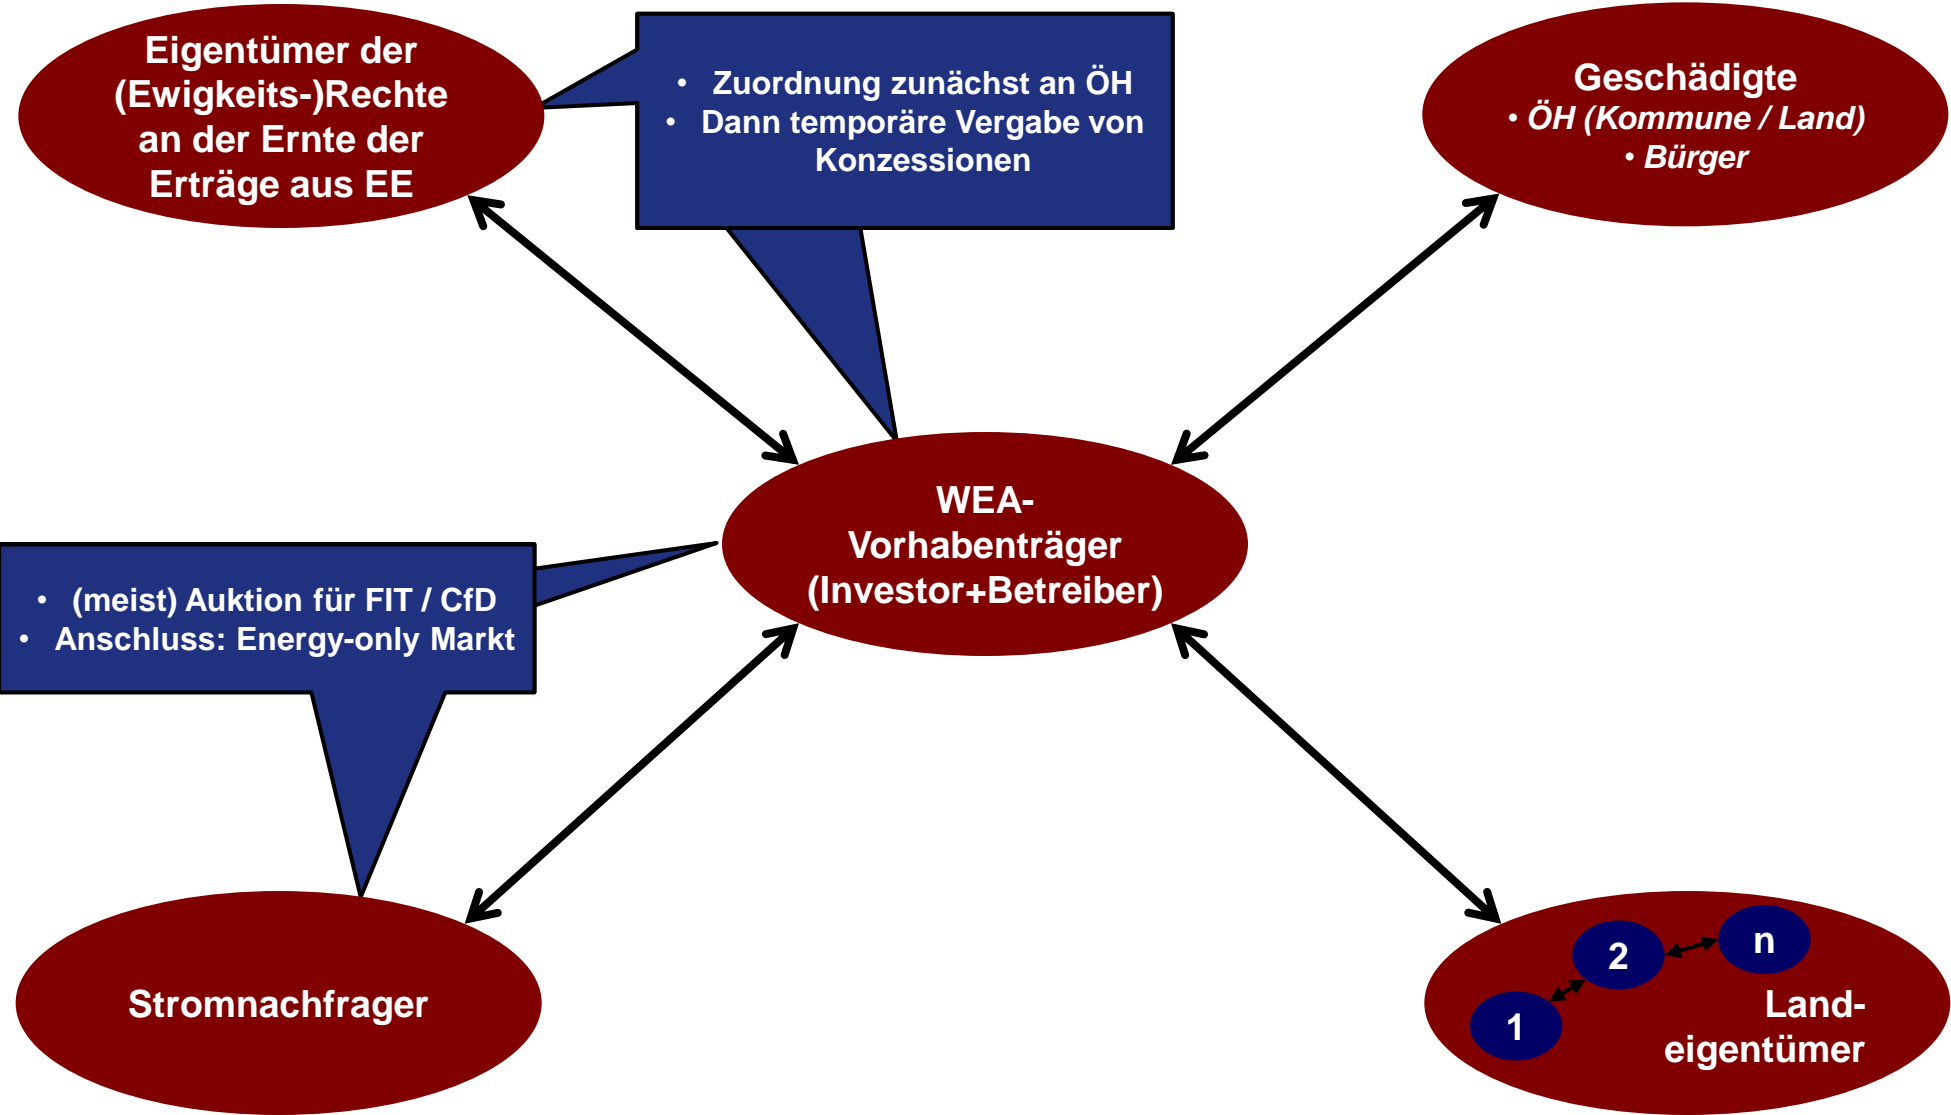 Eigentümer der
(Ewigkeits-)Rechte
an der Ernte der
Erträge aus EE
• Zuordnung zunächst an ÖH
• Dann temporäre Vergabe von
Konzessionen
Geschädigte
• ÖH (Kommune / Land)
• Bürger
WEA-
Vorhabenträger
(Investor+Betreiber)
• (meist) Auktion für FIT / CfD
• Anschluss: Energy-only Markt
Stromnachfrager
1
2
n
Land-
eigentümer